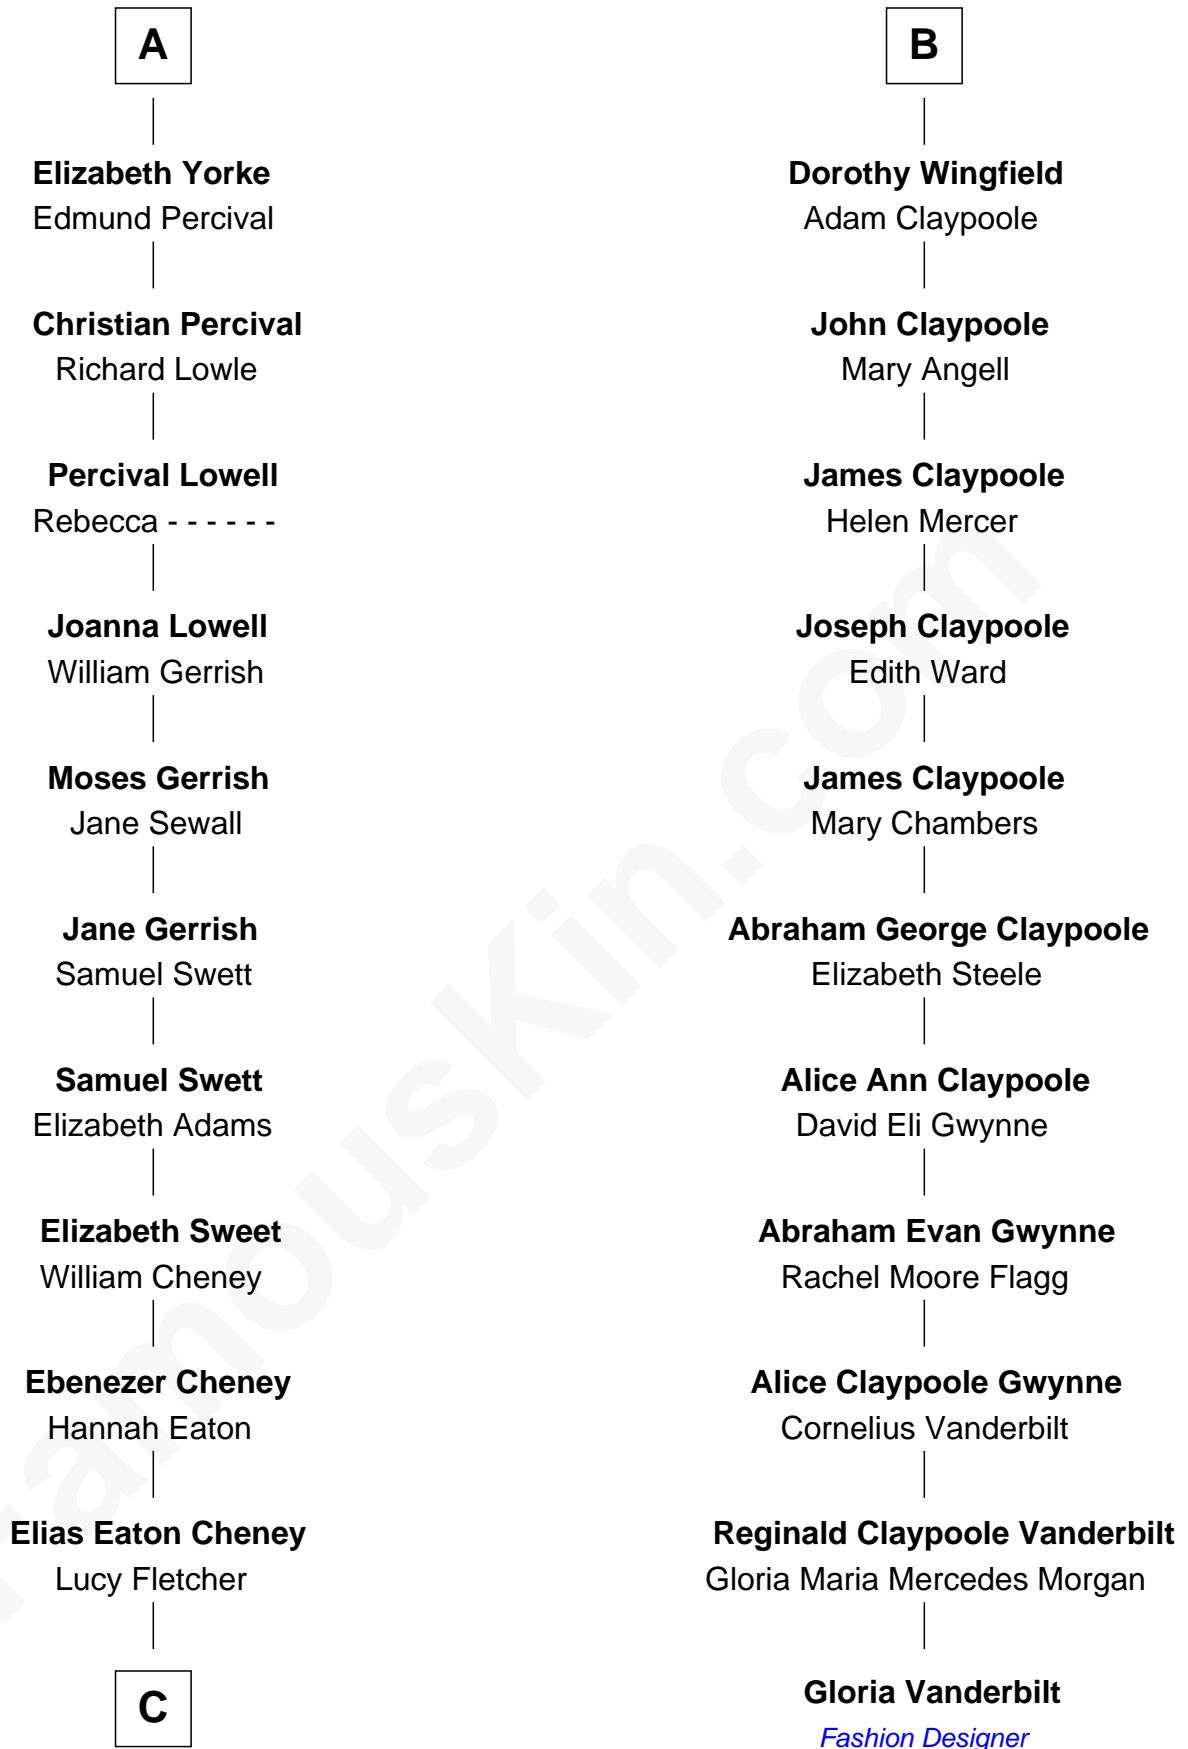 A
Elizabeth Yorke
Edmund Percival
Christian Percival
Richard Lowle
Percival Lowell
Rebecca - - - - - -
Joanna Lowell
William Gerrish
Moses Gerrish
Jane Sewall
Jane Gerrish
Samuel Swett
Samuel Swett
Elizabeth Adams
Elizabeth Sweet
William Cheney
Ebenezer Cheney
Hannah Eaton
Elias Eaton Cheney
Lucy Fletcher
C
B
Dorothy Wingfield
Adam Claypoole
John Claypoole
Mary Angell
James Claypoole
Helen Mercer
Joseph Claypoole
Edith Ward
James Claypoole
Mary Chambers
Abraham George Claypoole
Elizabeth Steele
Alice Ann Claypoole
David Eli Gwynne
Abraham Evan Gwynne
Rachel Moore Flagg
Alice Claypoole Gwynne
Cornelius Vanderbilt
Reginald Claypoole Vanderbilt
Gloria Maria Mercedes Morgan
Gloria Vanderbilt
Fashion Designer
FamousKin.com